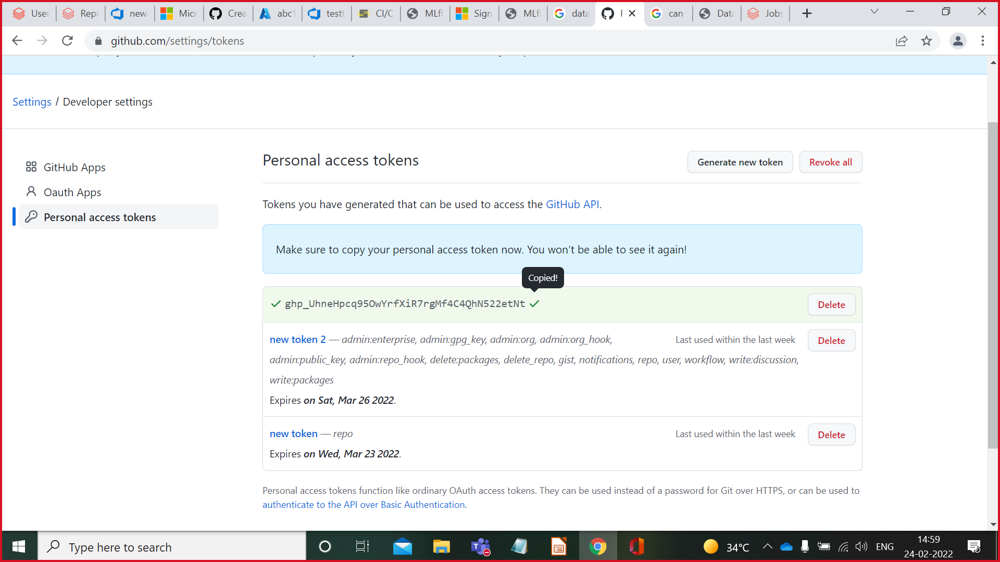 User
Repo
new
Micr
Crea
abc1
testt
CI/C
MLfl
Sign
MLfl
data
can
Data
Jobs
github.com/settings/tokens
Settings / Developer settings
GitHub Apps
Oauth Apps
Personal access tokens
Personal access tokens
Generate new token
Revoke all
Tokens you have generated that can be used to access the GitHub API.
Make sure to copy your personal access token now. You won’t be able to see it again!
Copied!
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
Delete
new token 2 — admin:enterprise, admin:gpg_key, admin:org, admin:org_hook,
admin:public_key, admin:repo_hook, delete:packages, delete_repo, gist, notifications, repo, user, workflow, write:discussion,
write:packages
Last used within the last week
Delete
Expires on Sat, Mar 26 2022.
new token — repo
Last used within the last week
Delete
Expires on Wed, Mar 23 2022.
Personal access tokens function like ordinary OAuth access tokens. They can be used instead of a password for Git over HTTPS, or can be used to
authenticate to the API over Basic Authentication.
Type here to search
34°C
ENG
14:59
24-02-2022